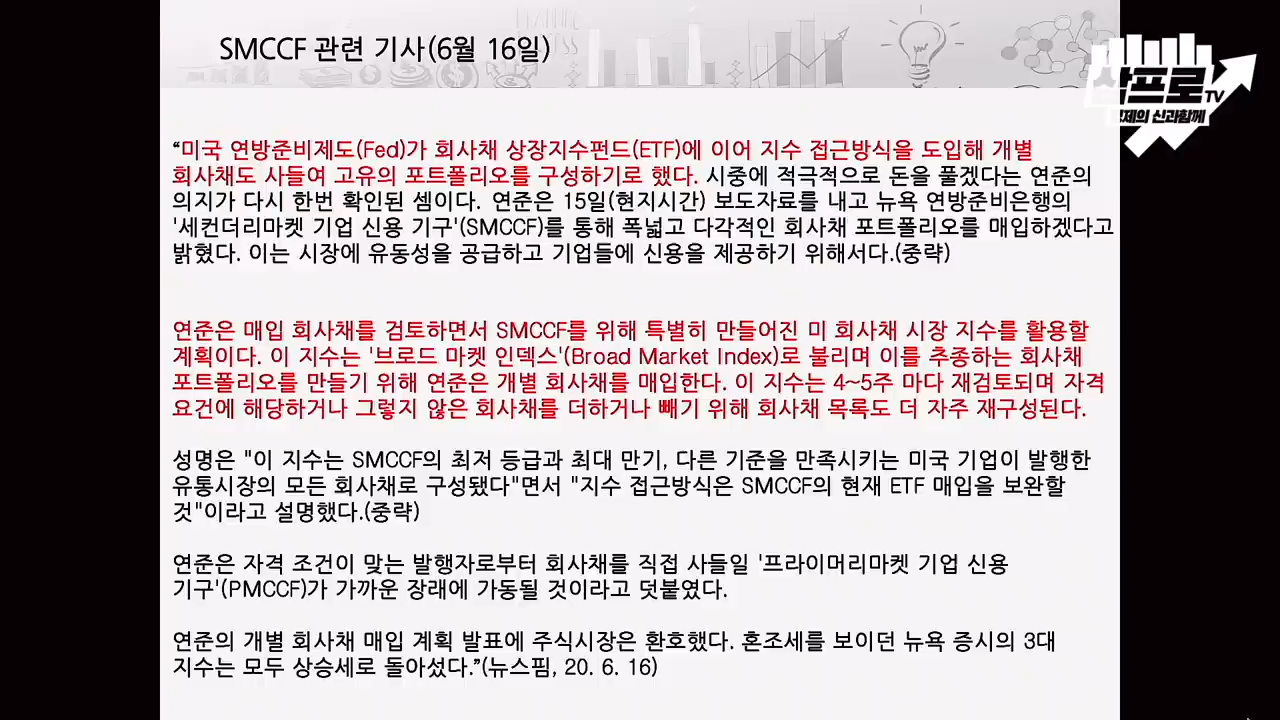 SMCCF 관련 기사(6월 16일)
삼프로TV
경제의 신과함께
“미국 연방준비제도(Fed)가 회사채 상장지수펀드(ETF)에 이어 지수 접근방식을 도입해 개별
회사채도 사들여 고유의 포트폴리오를 구성하기로 했다. 시중에 적극적으로 돈을 풀겠다는 연준의
의지가 다시 한번 확인된 셈이다. 연준은 15일(현지시간) 보도자료를 내고 뉴욕 연방준비은행의
'세컨더리마켓 기업 신용 기구'(SMCCF)를 통해 폭넓고 다각적인 회사채 포트폴리오를 매입하겠다고
밝혔다. 이는 시장에 유동성을 공급하고 기업들에 신용을 제공하기 위해서다.(중략)
연준은 매입 회사채를 검토하면서 SMCCF를 위해 특별히 만들어진 미 회사채 시장 지수를 활용할
계획이다. 이 지수는 '브로드 마켓 인덱스'(Broad Market Index)로 불리며 이를 추종하는 회사채
포트폴리오를 만들기 위해 연준은 개별 회사채를 매입한다. 이 지수는 4~5주 마다 재검토되며 자격
요건에 해당하거나 그렇지 않은 회사채를 더하거나 빼기 위해 회사채 목록도 더 자주 재구성된다.
성명은 "이 지수는 SMCCF의 최저 등급과 최대 만기, 다른 기준을 만족시키는 미국 기업이 발행한
유통시장의 모든 회사채로 구성됐다"면서 "지수 접근방식은 SMCCF의 현재 ETF 매입을 보완할
것"이라고 설명했다.(중략)
연준은 자격 조건이 맞는 발행자로부터 회사채를 직접 사들일 '프라이머리마켓 기업 신용
기구'(PMCCF)가 가까운 장래에 가동될 것이라고 덧붙였다.
연준의 개별 회사채 매입 계획 발표에 주식시장은 환호했다. 혼조세를 보이던 뉴욕 증시의 3대
지수는 모두 상승세로 돌아섰다.”(뉴스핌, 20. 6. 16)